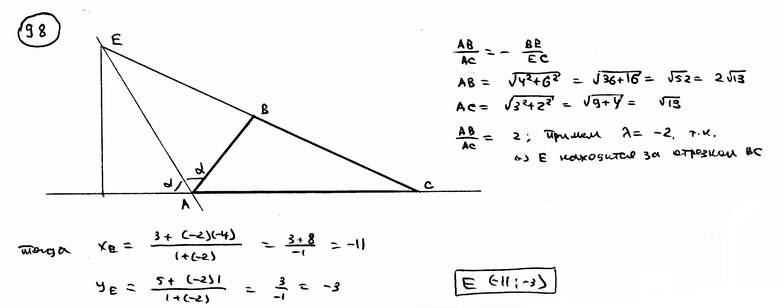 98
E
B
α
α
A
C
AB/AC = - BE/EC
AB = √(4²+6²) = √(36+16) = √52 = 2√13
AC = √(3²+2²) = √(9+4) = √13
AB/AC = 2; примем λ = -2, т.к.
E находится за отрезком BC
тогда x_E = (3 + (-2)(-4))/(1+(-2)) = (3+8)/(-1) = -11
y_E = (5 + (-2)1)/(1+(-2)) = 3/(-1) = -3
E (-11; -3)